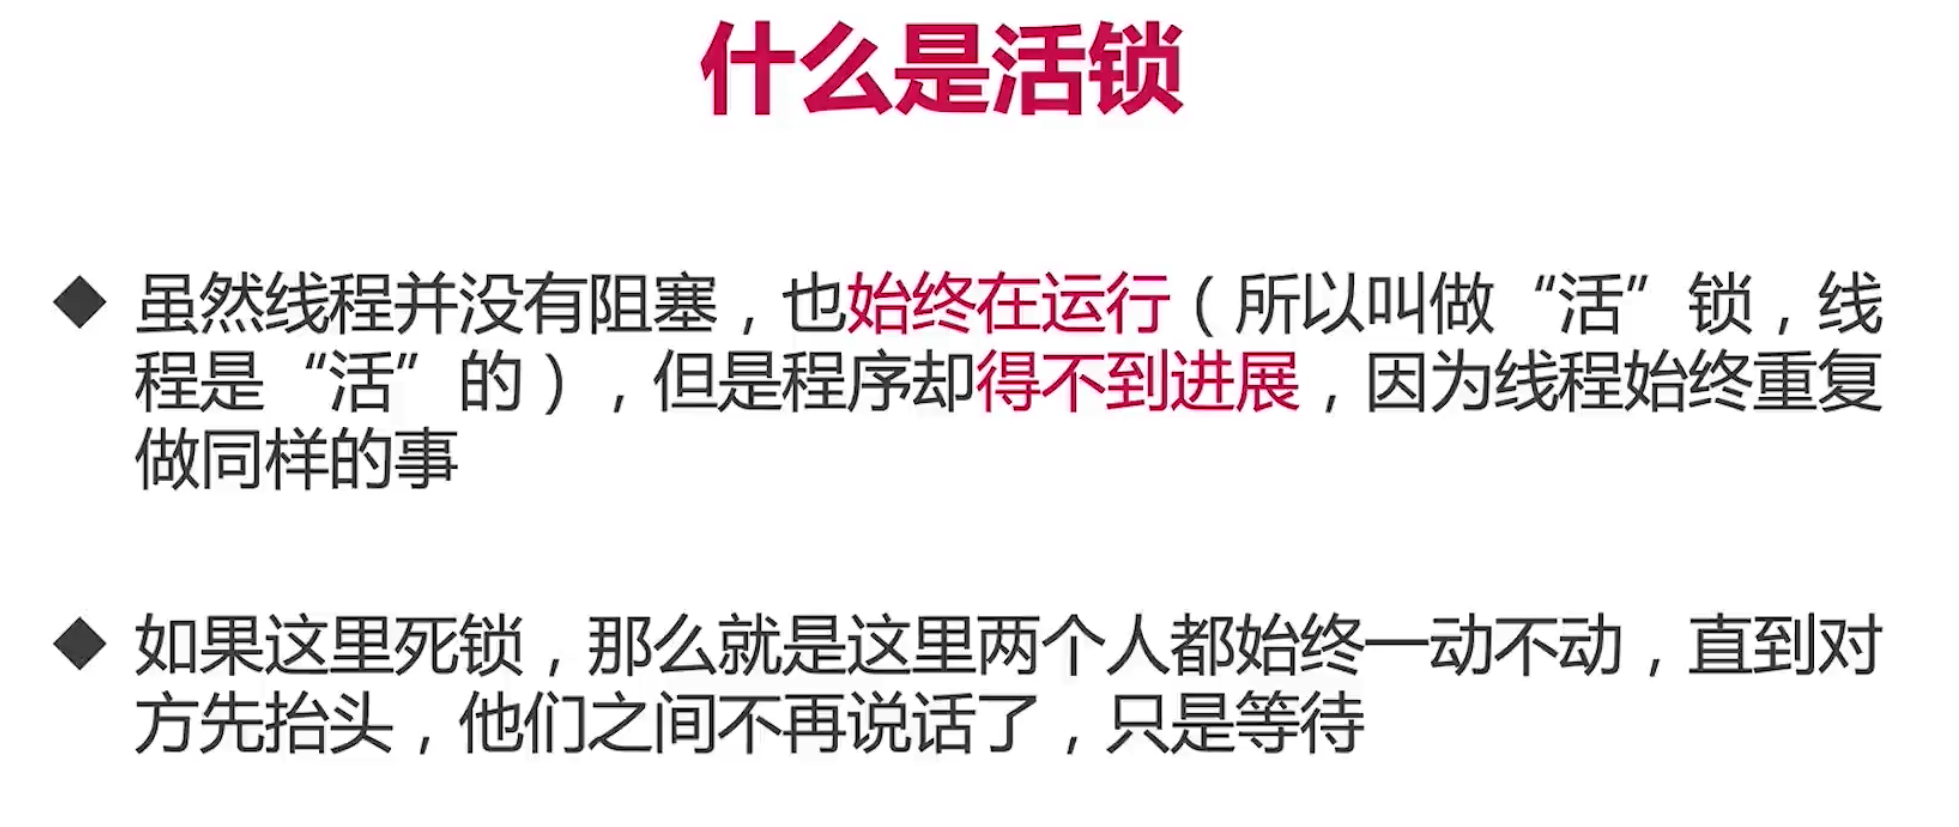 什么是活锁
虽然线程并没有阻塞，也始终在运行（所以叫做“活”锁，线
程是“活”的），但是程序却得不到进展，因为线程始终重复
做同样的事
如果这里死锁，那么就是这里两个人都始终一动不动，直到对
方先抬头，他们之间不再说话了，只是等待